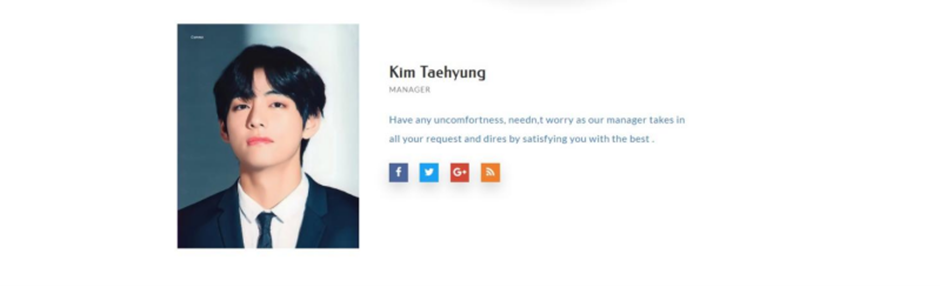 Kim Taehyung
MANAGER
Have any uncomfortness, needn,t worry as our manager takes in
all your request and dires by satisfying you with the best .
f
G+